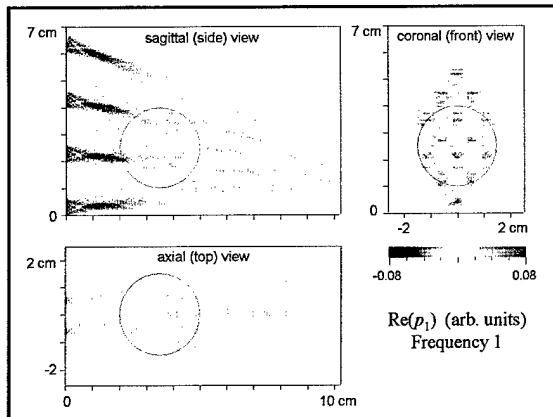 7 cm
sagittal (side) view
0
7 cm
coronal (front) view
0
-2
2 cm
-0.08
0.08
Re(p1) (arb. units)
Frequency 1
2 cm
axial (top) view
-2
0
10 cm